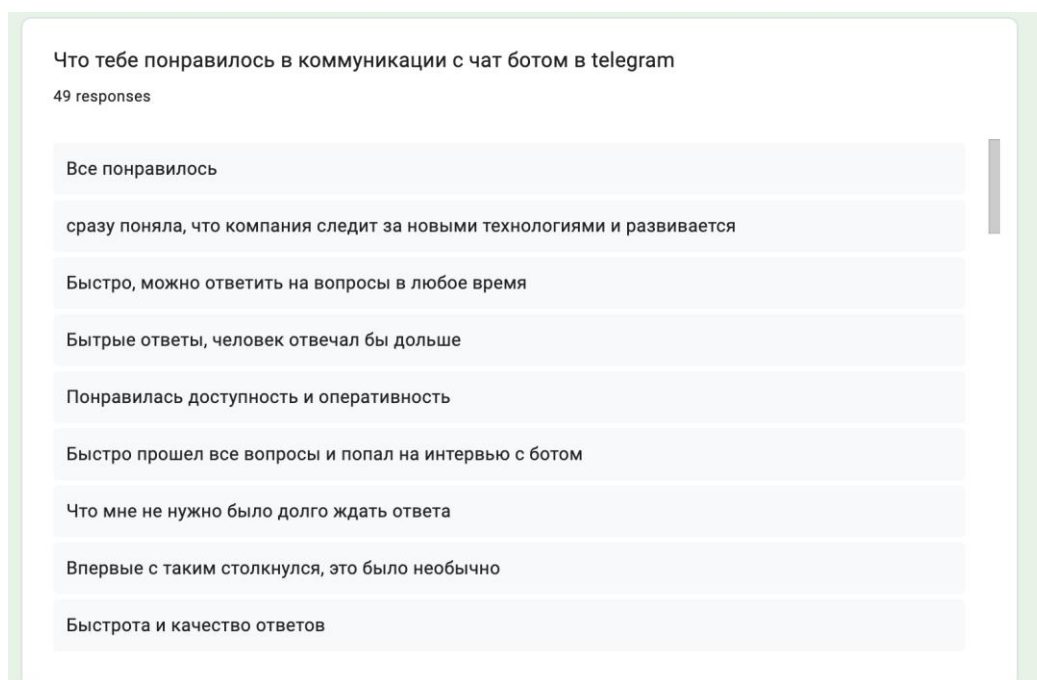 Что тебе понравилось в коммуникации с чат ботом в telegram
49 responses
Все понравилось
сразу поняла, что компания следит за новыми технологиями и развивается
Быстро, можно ответить на вопросы в любое время
Бытрые ответы, человек отвечал бы дольше
Понравилась доступность и оперативность
Быстро прошел все вопросы и попал на интервью с ботом
Что мне не нужно было долго ждать ответа
Впервые с таким столкнулся, это было необычно
Быстрота и качество ответов